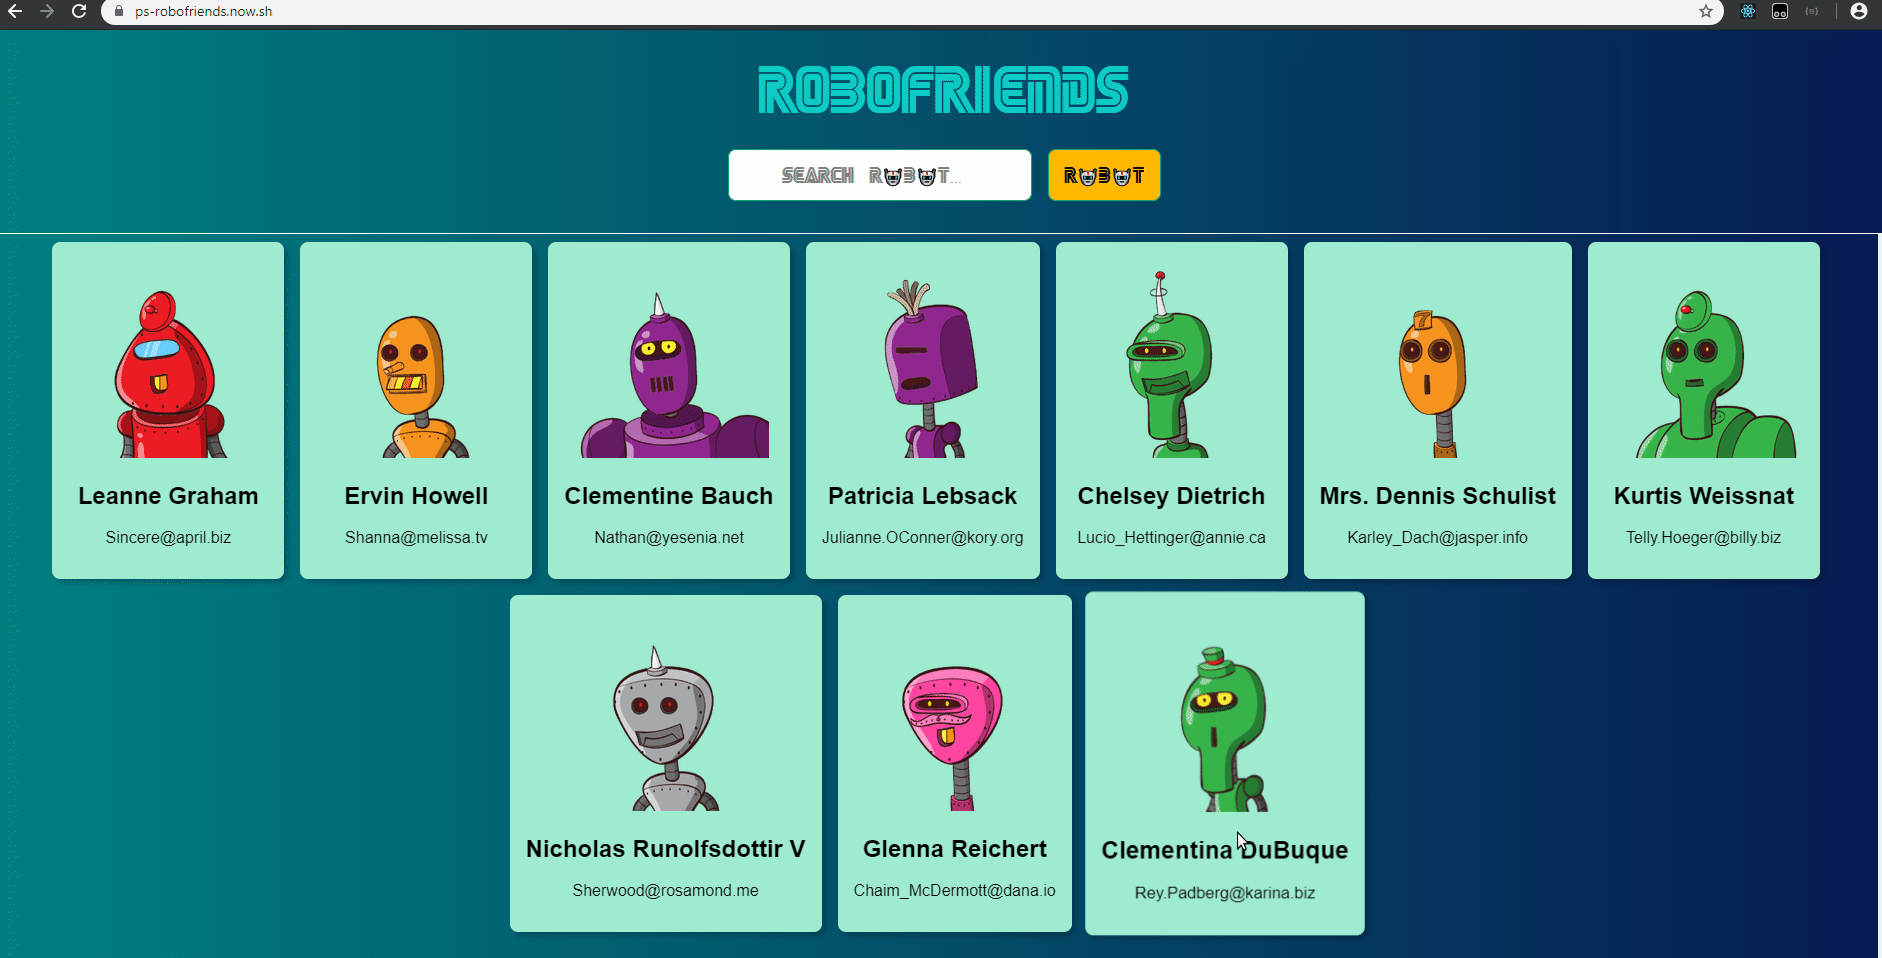 ps-robofriends.now.sh
ROBOFRIENDS
SEARCH ROBOT...
ROBOT
7
Leanne Graham
Ervin Howell
Clementine Bauch
Patricia Lebsack
Chelsey Dietrich
Mrs. Dennis Schulist
Kurtis Weissnat
Sincere@april.biz
Shanna@melissa.tv
Nathan@yesenia.net
Julianne.OConner@kory.org
Lucio_Hettinger@annie.ca
Karley_Dach@jasper.info
Telly.Hoeger@billy.biz
Nicholas Runolfsdottir V
Glenna Reichert
Clementina DuBuque
Sherwood@rosamond.me
Chaim_McDermott@dana.io
Rey.Padberg@karina.biz